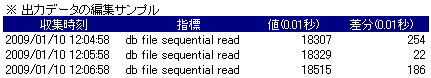 ※ 出力データの編集サンプル
収集時刻 指標 値(0.01秒) 差分(0.01秒)
2009/01/10 12:04:58 db file sequential read 18307 254
2009/01/10 12:05:58 db file sequential read 18329 22
2009/01/10 12:06:58 db file sequential read 18515 186